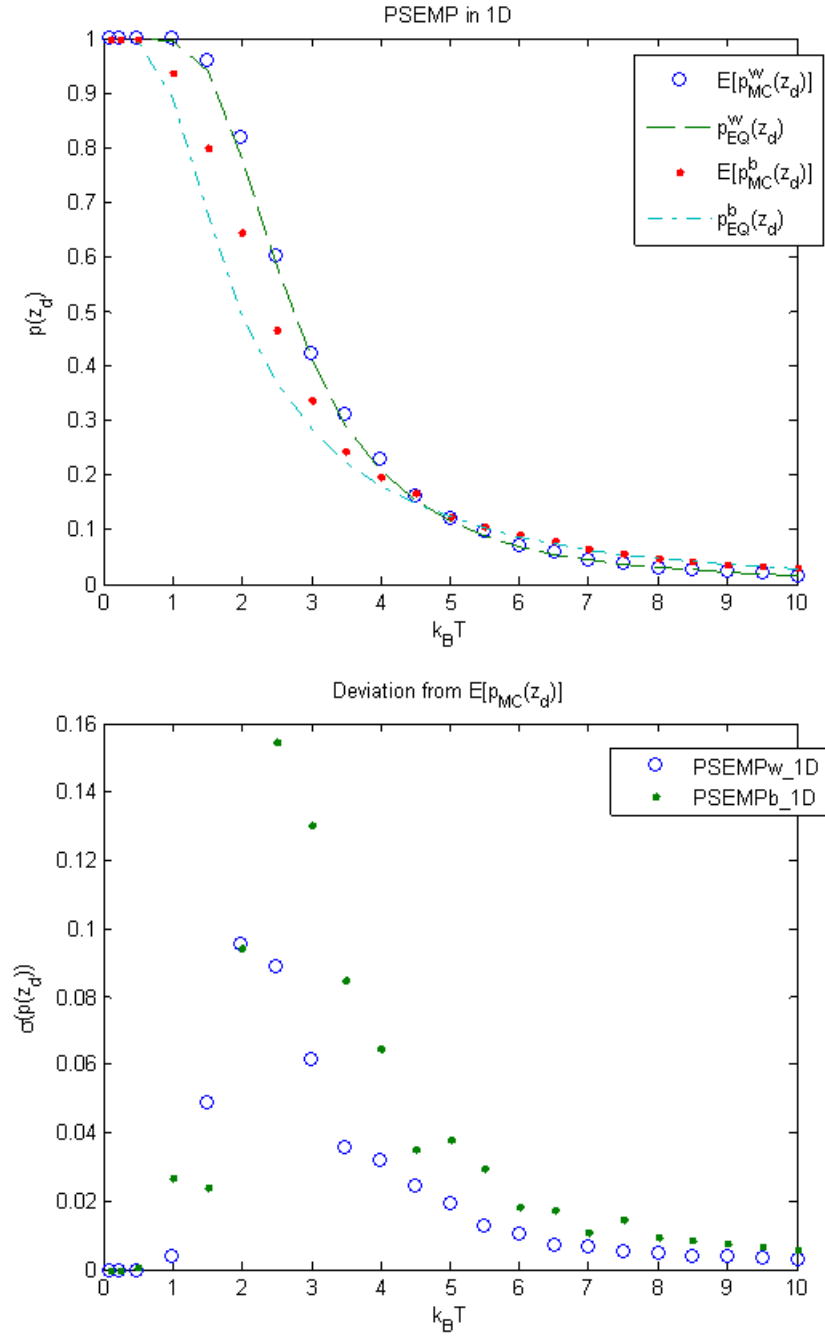 PSEMP in 1D
1
0.9
0.8
0.7
0.6
0.5
0.4
0.3
0.2
0.1
0
p(z_d)
E[p^w_MC(z_d)]
p^w_EQ(z_d)
E[p^b_MC(z_d)]
p^b_EQ(z_d)
0 1 2 3 4 5 6 7 8 9 10
k_B T
Deviation from E[p_MC(z_d)]
0.16
0.14
0.12
0.1
0.08
0.06
0.04
0.02
0
σ(p(z_d))
PSEMPw_1D
PSEMPb_1D
0 1 2 3 4 5 6 7 8 9 10
k_B T